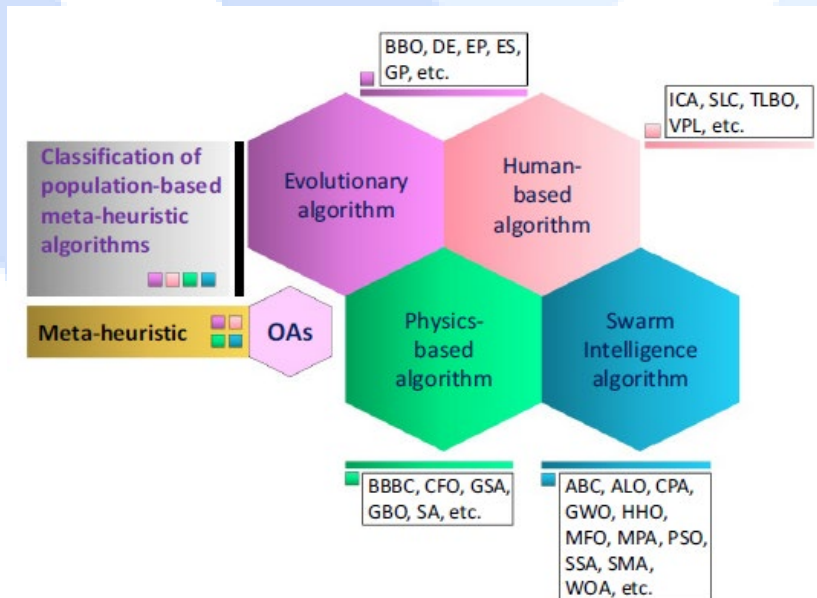 BBO, DE, EP, ES,
GP, etc.
ICA, SLC, TLBO,
VPL, etc.
Classification of
population-based
meta-heuristic
algorithms
Evolutionary
algorithm
Human-
based
algorithm
Meta-heuristic
OAs
Physics-
based
algorithm
Swarm
Intelligence
algorithm
BBBC, CFO, GSA,
GBO, SA, etc.
ABC, ALO, CPA,
GWO, HHO,
MFO, MPA, PSO,
SSA, SMA,
WOA, etc.